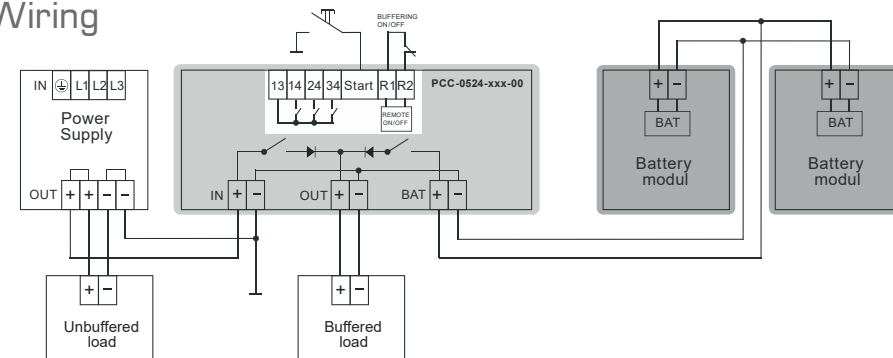 Wiring
BUFFERING
ON/OFF
IN L1 L2 L3
Power
Supply
OUT + + − −
13 14 24 34 Start R1 R2
PCC-0524-xxx-00
REMOTE
ON/OFF
IN + −
OUT + −
BAT + −
+ −
BAT
Battery
modul
+ −
BAT
Battery
modul
+ −
Unbuffered
load
+ −
Buffered
load